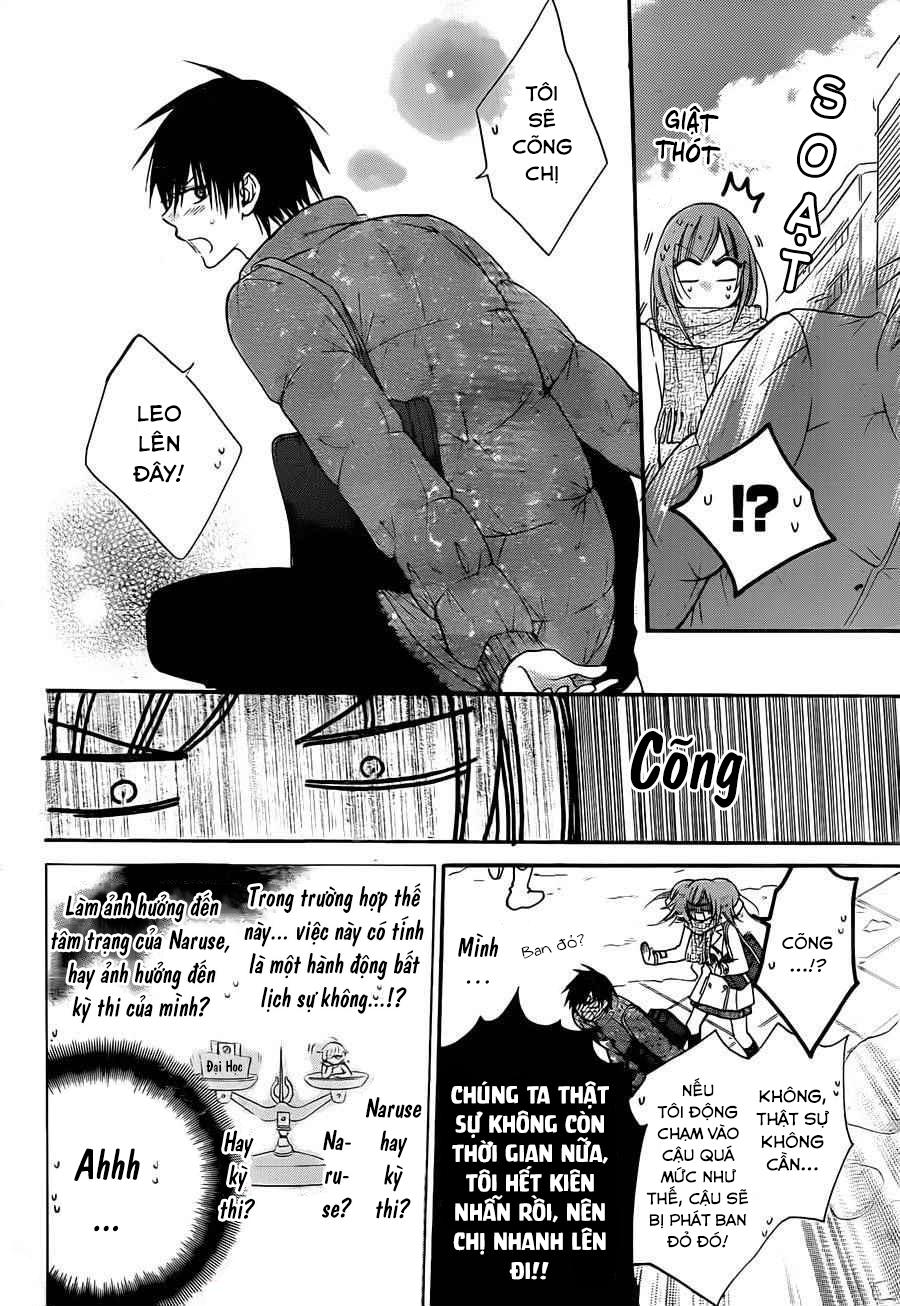 SOẠT
GIẬT
THÓT
!?
TÔI
SẼ
CÕNG
CHỊ
LEO
LÊN
ĐÂY!
Cõng
CÕNG
...!?
KHÔNG,
THẬT SỰ
KHÔNG
CẦN...
NẾU
TÔI ĐỘNG
CHẠM VÀO
CẬU QUÁ
MỨC NHƯ
THẾ, CẬU SẼ
BỊ PHÁT BAN
ĐỎ ĐÓ!
Ban đỏ?
Mình
...
CHÚNG TA THẬT
SỰ KHÔNG CÒN
THỜI GIAN NỮA,
TÔI HẾT KIÊN
NHẪN RỒI, NÊN
CHỊ NHANH LÊN
ĐI!!
Trong trường hợp thế
này... việc này có tính
là một hành động bất
lịch sự không...!?
Làm ảnh hưởng đến
tâm trạng của Naruse,
hay ảnh hưởng đến
kỳ thi của mình?
の
Đại Học
Naruse
hay
kỳ
thi?
Na-
ru-
se?
Hay
kỳ
thi?
Ahhh
...